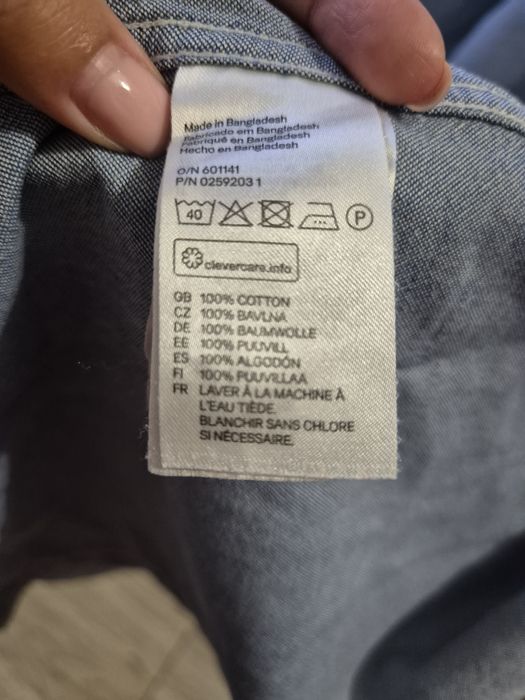 Made in Bangladesh
Fabricado em Bangladesh
Fabriqué en Bangladesh
Hecho en Bangladesh
O/N 601141
P/N 0259203 1
40
P
clevercare.info
GB 100% COTTON
CZ 100% BAVLNA
DE 100% BAUMWOLLE
EE 100% PUUVILL
ES 100% ALGODÓN
FI 100% PUUVILLAA
FR LAVER À LA MACHINE À
L'EAU TIÈDE.
BLANCHIR SANS CHLORE
SI NÉCESSAIRE.